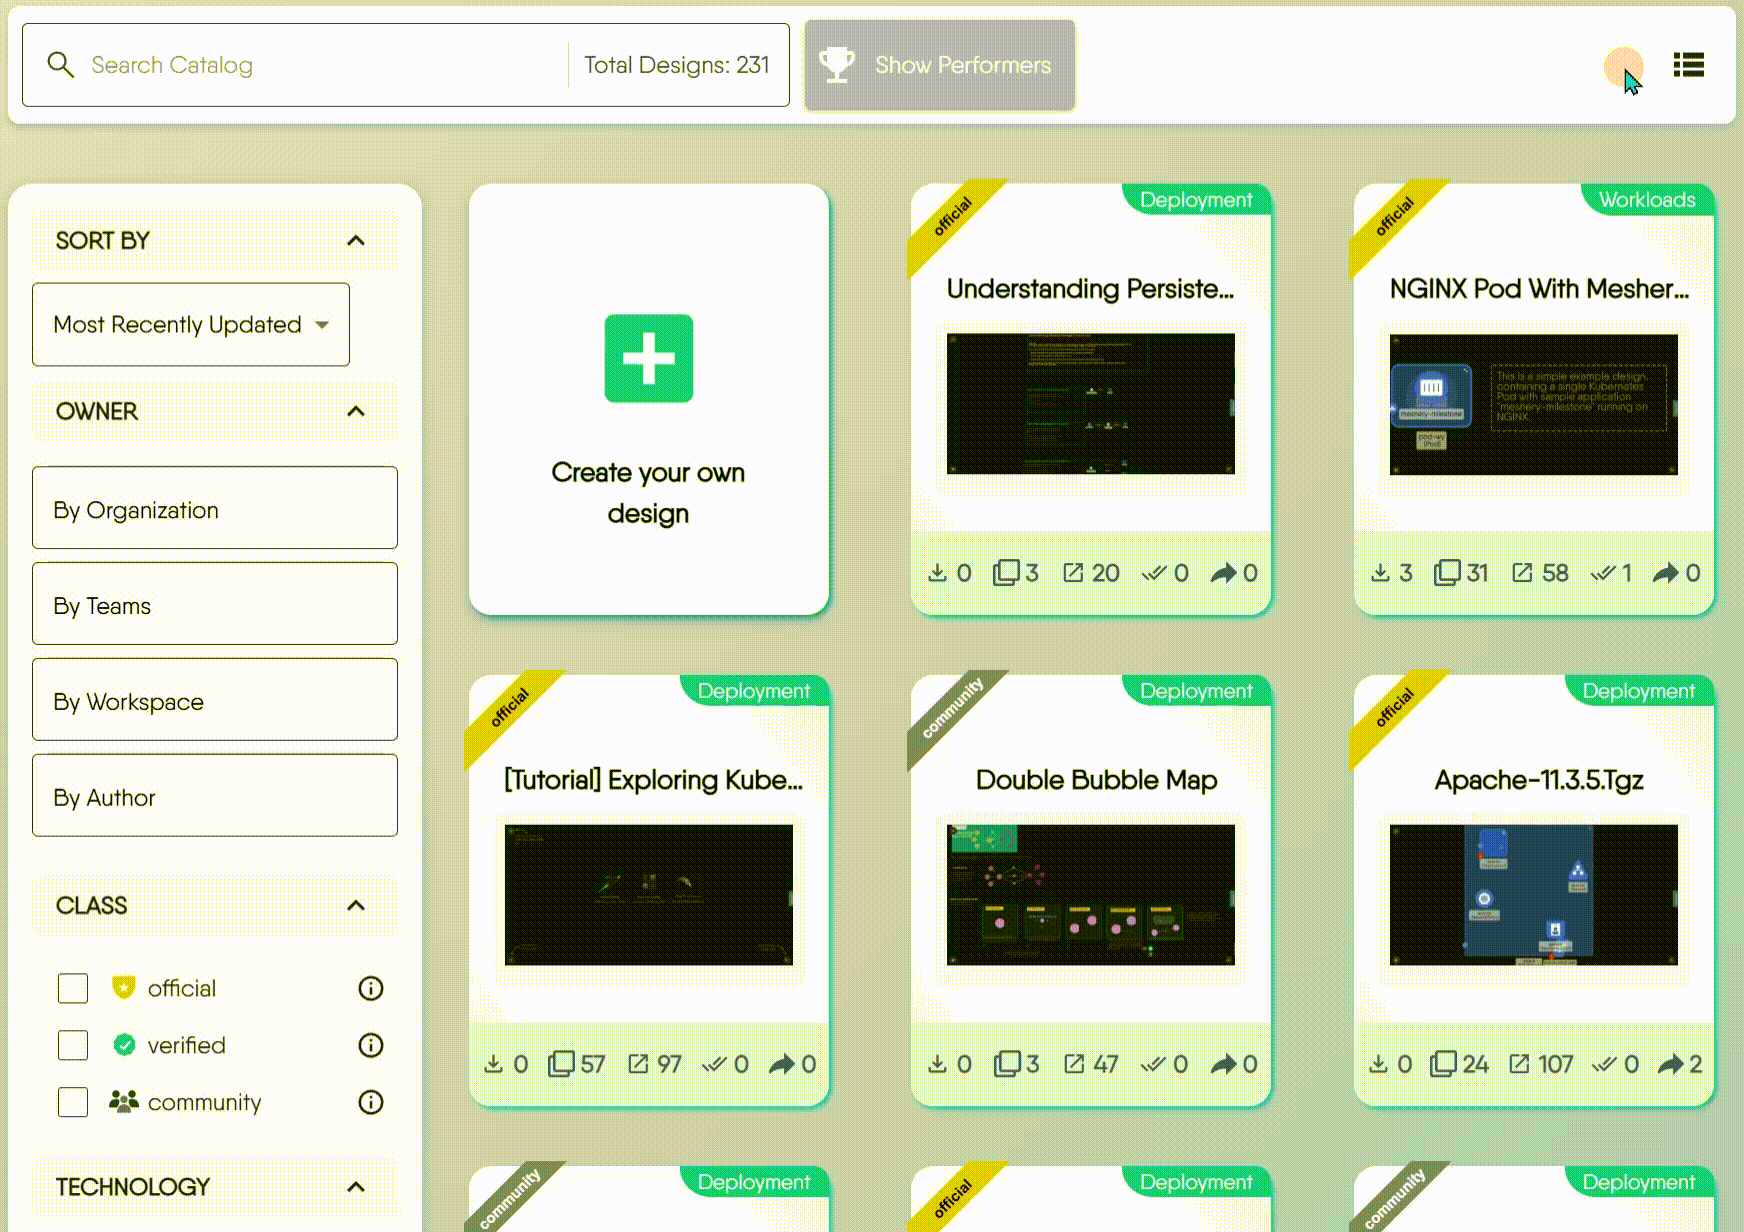 Search Catalog
Total Designs: 231
Show Performers
SORT BY
Most Recently Updated
OWNER
By Organization
By Teams
By Workspace
By Author
CLASS
official
verified
community
TECHNOLOGY
Create your own
design
official
Deployment
Understanding Persiste...
0 3 20 0 0
official
Workloads
NGINX Pod With Mesher...
This is a simple example design,
containing a single Kubernetes
Pod with sample application
"meshery-milestone" running on
NGINX.
meshery-milestone
3 31 58 1 0
official
Deployment
[Tutorial] Exploring Kube...
0 57 97 0 0
community
Deployment
Double Bubble Map
0 3 47 0 0
official
Deployment
Apache-11.3.5.Tgz
0 24 107 0 2
community
Deployment
official
Deployment
community
Deployment